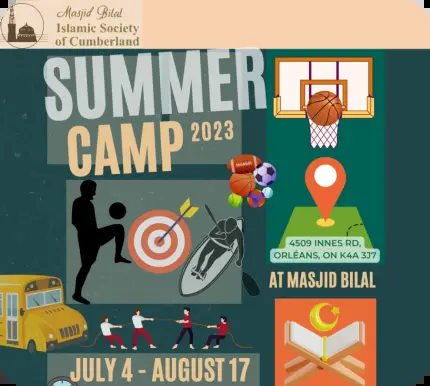 Masjid Bilal
Islamic Society
of Cumberland
SUMMER
CAMP 2023
4509 INNES RD,
ORLÉANS, ON K4A 3J7
AT MASJID BILAL
JULY 4 - AUGUST 17